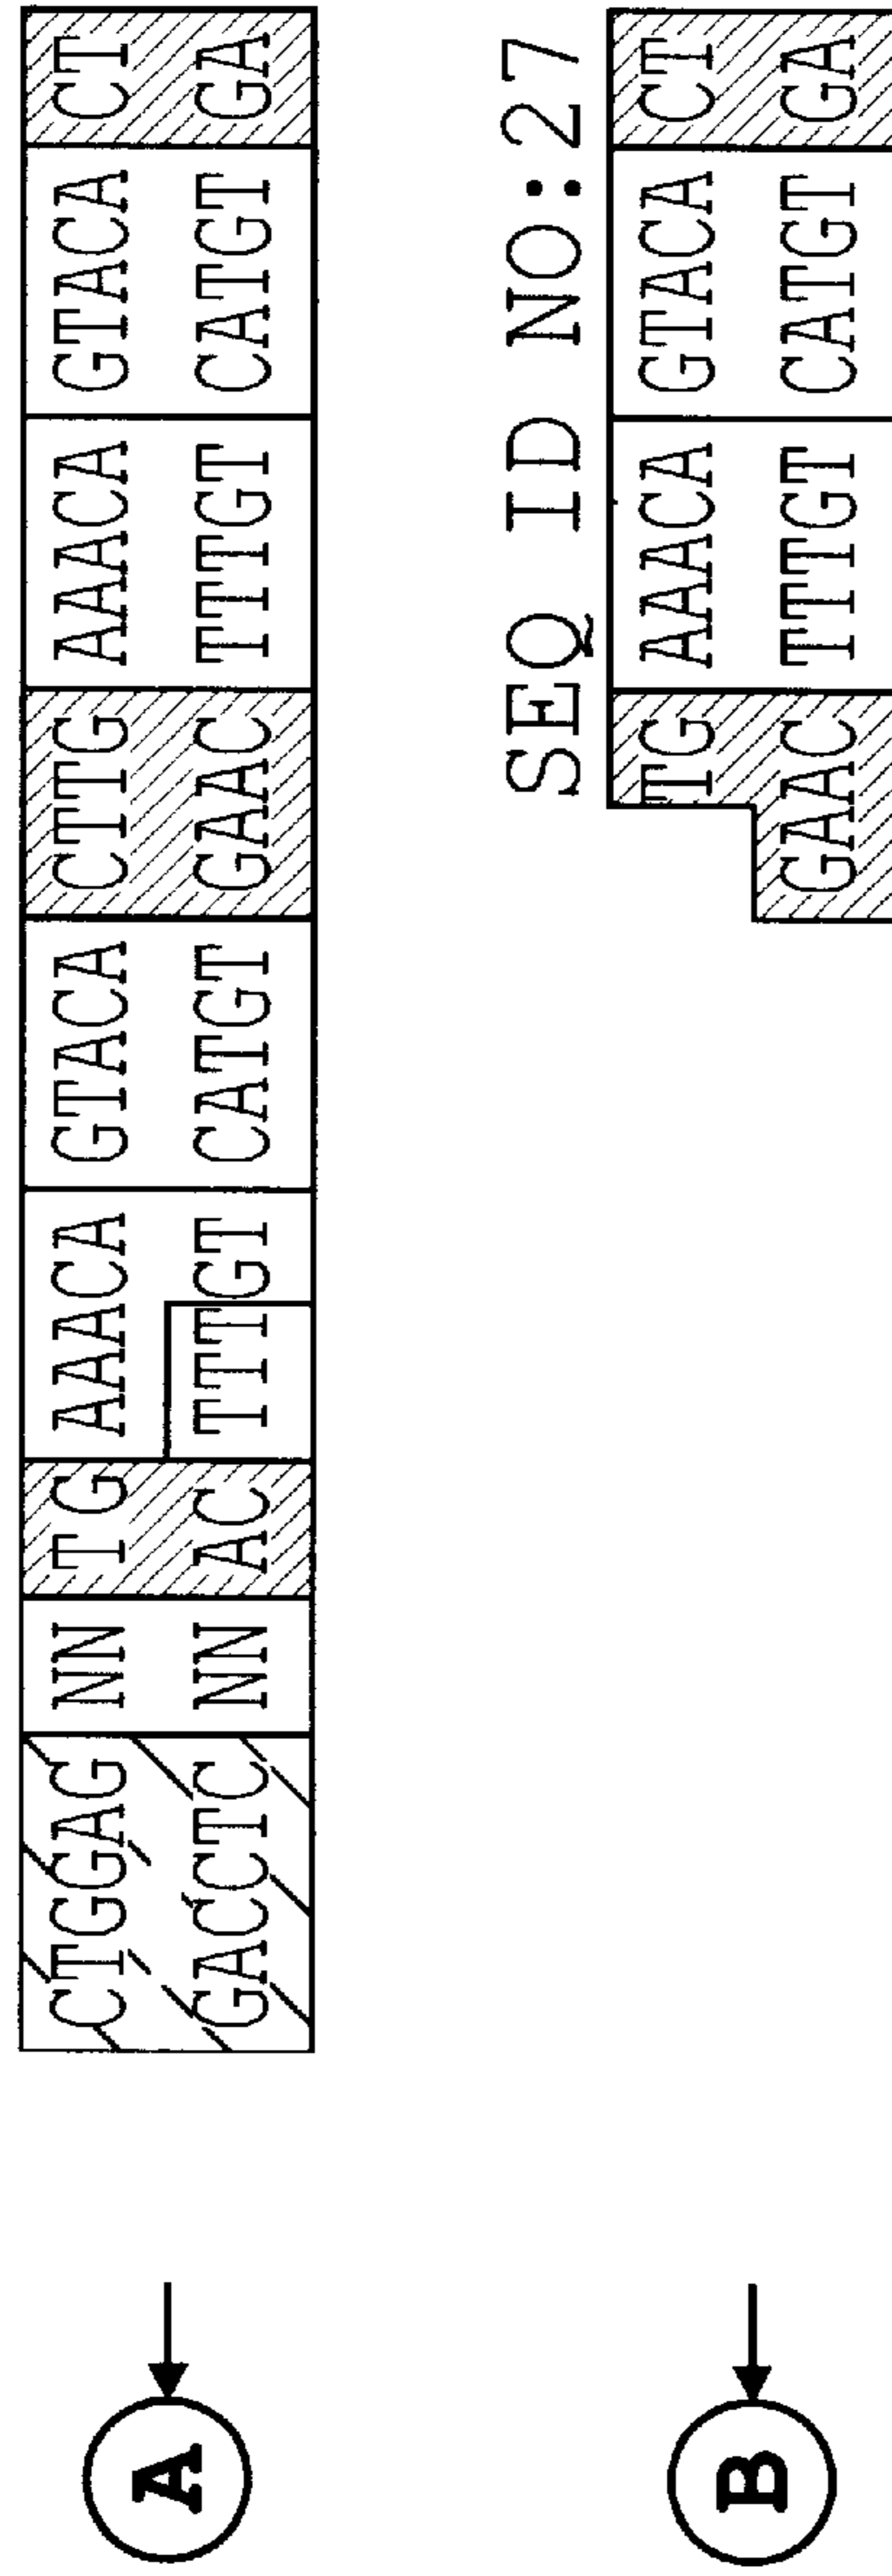 CTGGAG NN TG AAACA GTACA CTTG AAACA GTACA CT
GACCTC NN AC TTTGT CATGT GAAC TTTGT CATGT GA
A
SEQ ID NO:27
TG AAACA GTACA CT
GAAC TTTGT CATGT GA
B